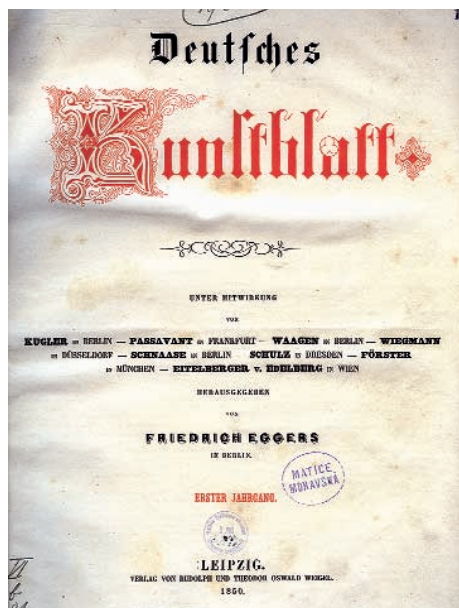 Deutſches
Kunſtblatt.
UNTER MITWIRKUNG
VON
KUGLER IN BERLIN — PASSAVANT IN FRANKFURT — WAAGEN IN BERLIN — WIEGMANN
IN DÜSSELDORF — SCHNAASE IN BERLIN — SCHULZ IN DRESDEN — FÖRSTER
IN MÜNCHEN — EITELBERGER V. EDELBURG IN WIEN
HERAUSGEGEBEN
VON
FRIEDRICH EGGERS
IN BERLIN.
MATICE
MORAVSKÁ
ERSTER JAHRGANG.
LEIPZIG.
VERLAG VON RUDOLPH UND THEODOR OSWALD WEIGEL.
1850.